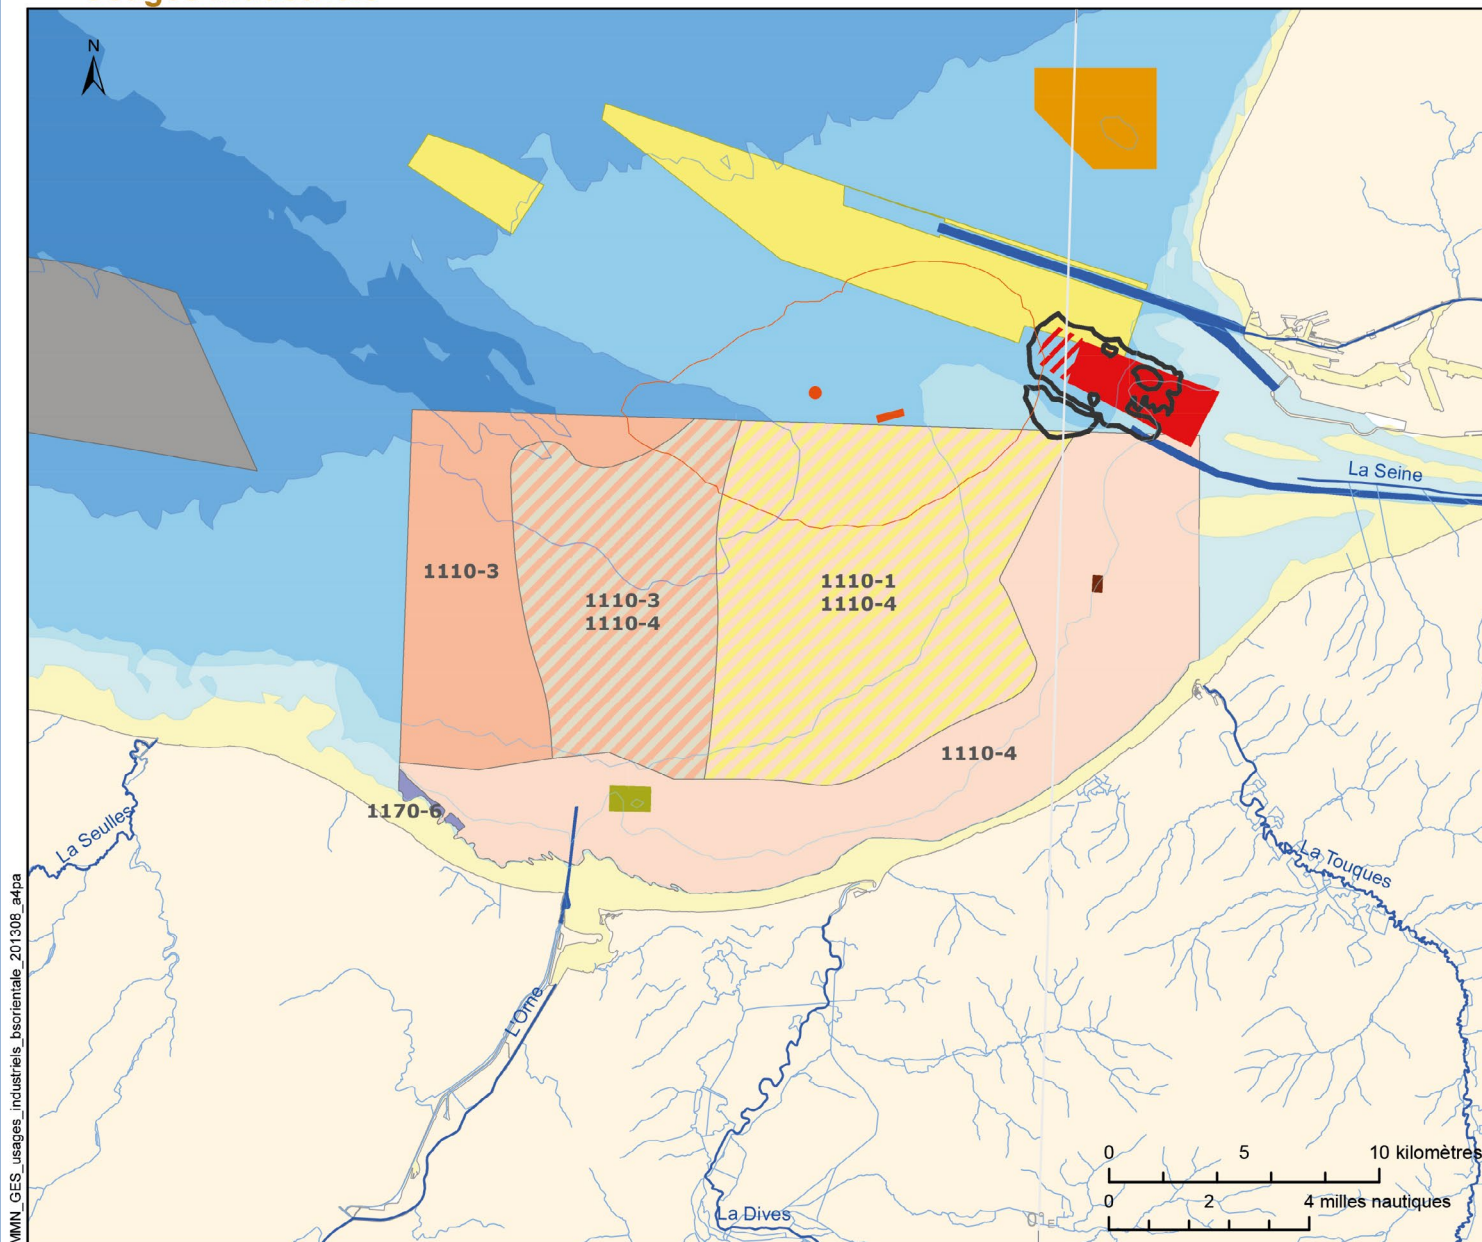 N
La Seine
1110-3
1110-3
1110-4
1110-1
1110-4
1110-4
1170-6
La Seulles
La Touques
L'Orne
La Dives
0 5 10 kilomètres
0 2 4 milles nautiques
0° E
MMN_GES_usages_industriels_bsorientale_201308_a4pa